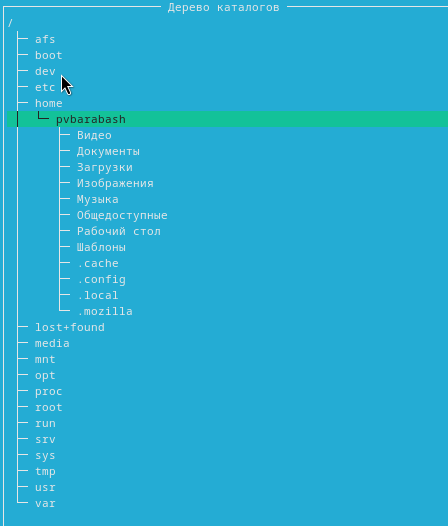 Дерево каталогов
/
afs
boot
dev
etc
home
pvbarabash
Видео
Документы
Загрузки
Изображения
Музыка
Общедоступные
Рабочий стол
Шаблоны
.cache
.config
.local
.mozilla
lost+found
media
mnt
opt
proc
root
run
srv
sys
tmp
usr
var